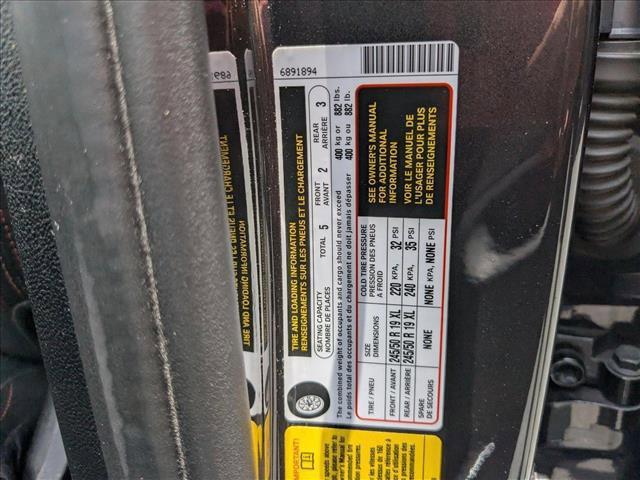 6891894
TIRE AND LOADING INFORMATION
RENSEIGNEMENTS SUR LES PNEUS ET LE CHARGEMENT
SEATING CAPACITY TOTAL 5 FRONT 2 REAR 3
NOMBRE DE PLACES AVANT ARRIÈRE
The combined weight of occupants and cargo should never exceed 400 kg or 882 lbs.
Le poids total des occupants et du chargement ne doit jamais dépasser 400 kg ou 882 lb.
TIRE / PNEU SIZE DIMENSIONS COLD TIRE PRESSURE PRESSION DES PNEUS A FROID
FRONT / AVANT 245/50 R 19 XL 220 KPA, 32 PSI
REAR / ARRIÈRE 245/50 R 19 XL 240 KPA, 35 PSI
SPARE DE SECOURS NONE NONE KPA, NONE PSI
SEE OWNER'S MANUAL
FOR ADDITIONAL
INFORMATION
VOIR LE MANUEL DE
L'USAGER POUR PLUS
DE RENSEIGNEMENTS
IMPORTANT!